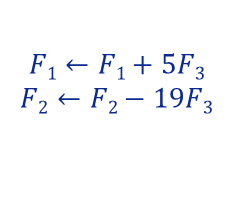 F₁ ← F₁ + 5F₃
F₂ ← F₂ − 19F₃